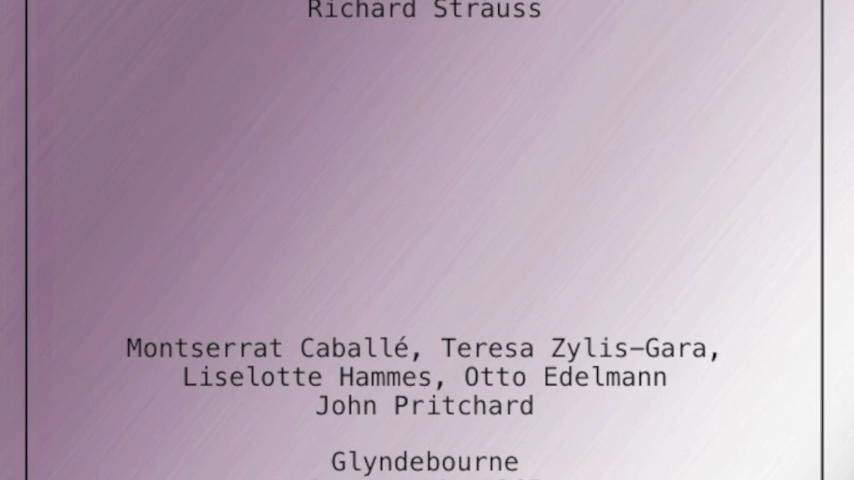 Richard Strauss
Montserrat Caballé, Teresa Zylis-Gara,
Liselotte Hammes, Otto Edelmann
John Pritchard
Glyndebourne